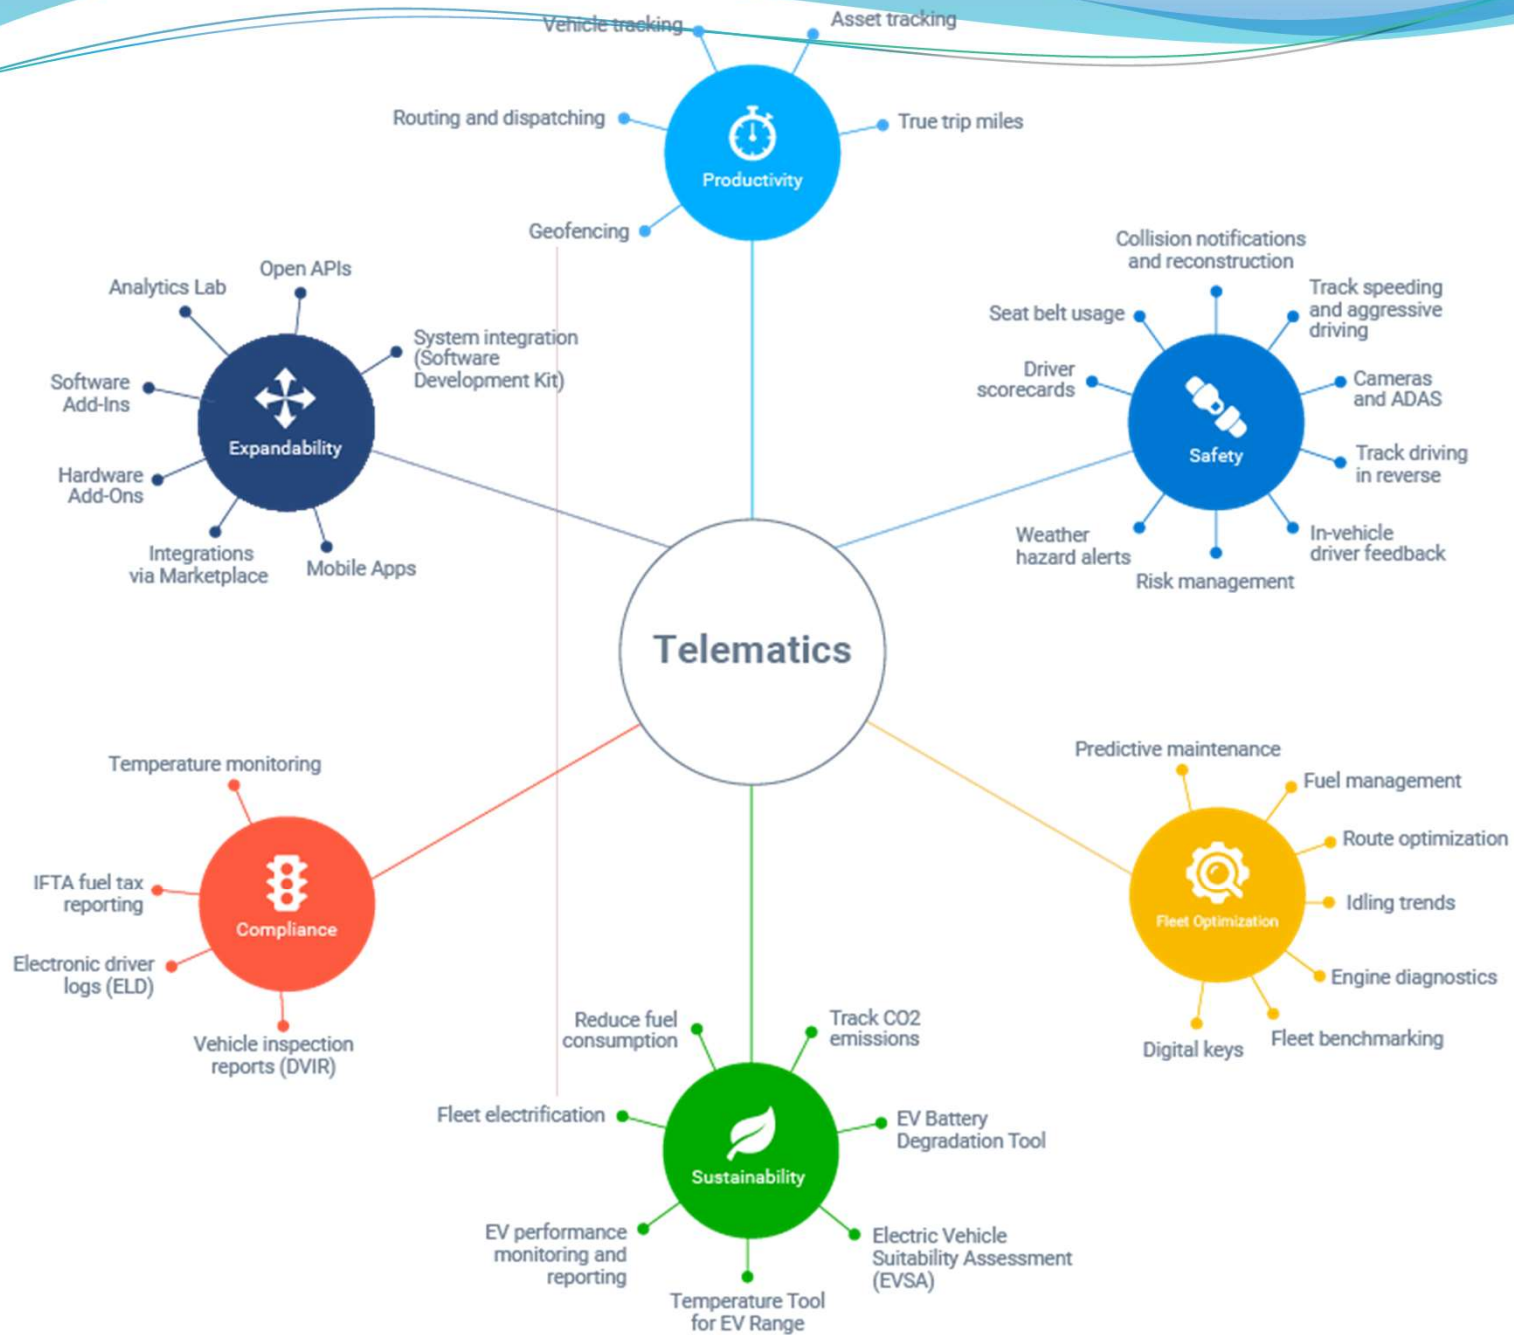 Vehicle tracking
Asset tracking
Routing and dispatching
True trip miles
Productivity
Geofencing
Open APIs
Analytics Lab
System integration
(Software
Development Kit)
Software
Add-Ins
Expandability
Hardware
Add-Ons
Integrations
via Marketplace
Mobile Apps
Collision notifications
and reconstruction
Track speeding
and aggressive
driving
Seat belt usage
Driver
scorecards
Cameras
and ADAS
Safety
Track driving
in reverse
Weather
hazard alerts
In-vehicle
driver feedback
Risk management
Telematics
Temperature monitoring
IFTA fuel tax
reporting
Compliance
Electronic driver
logs (ELD)
Vehicle inspection
reports (DVIR)
Predictive maintenance
Fuel management
Route optimization
Idling trends
Fleet Optimization
Engine diagnostics
Fleet benchmarking
Digital keys
Reduce fuel
consumption
Track CO2
emissions
Fleet electrification
EV Battery
Degradation Tool
Sustainability
EV performance
monitoring and
reporting
Electric Vehicle
Suitability Assessment
(EVSA)
Temperature Tool
for EV Range